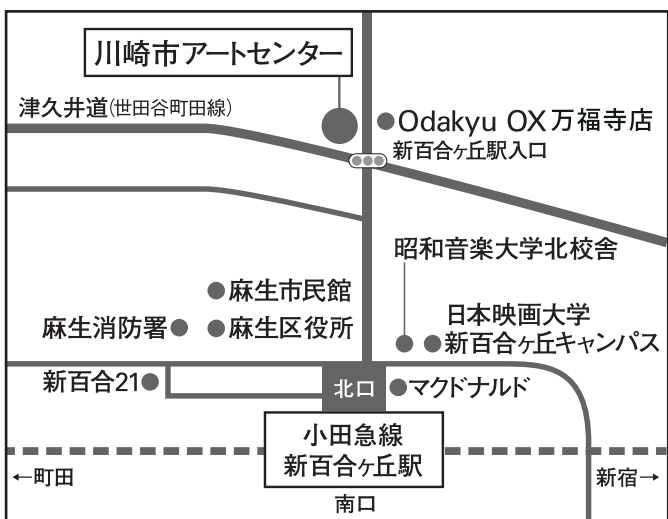 川崎市アートセンター
津久井道(世田谷町田線)
Odakyu OX 万福寺店
新百合ヶ丘駅入口
昭和音楽大学北校舎
麻生市民館
日本映画大学
新百合ヶ丘キャンパス
麻生消防署
麻生区役所
新百合21
北口
マクドナルド
小田急線
新百合ヶ丘駅
←町田
新宿→
南口